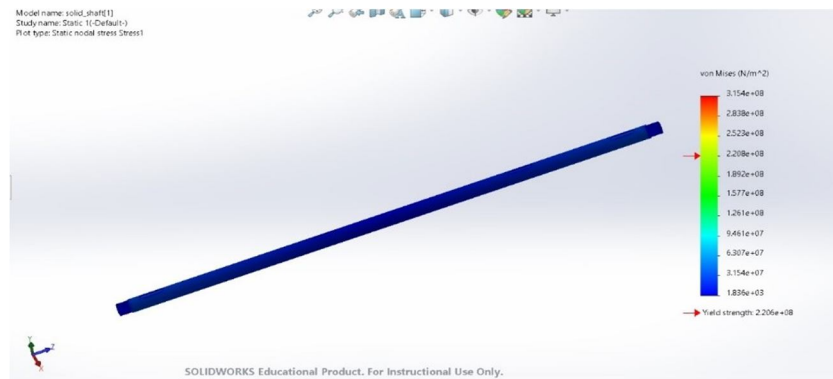 Model name: solid_shaft[1]
Study name: Static 1(-Default-)
Plot type: Static nodal stress Stress1
von Mises (N/m^2)
3.154e+08
2.838e+08
2.523e+08
2.208e+08
1.892e+08
1.577e+08
1.261e+08
9.461e+07
6.307e+07
3.154e+07
1.836e+03
Yield strength: 2.206e+08
Y
Z
X
SOLIDWORKS Educational Product. For Instructional Use Only.